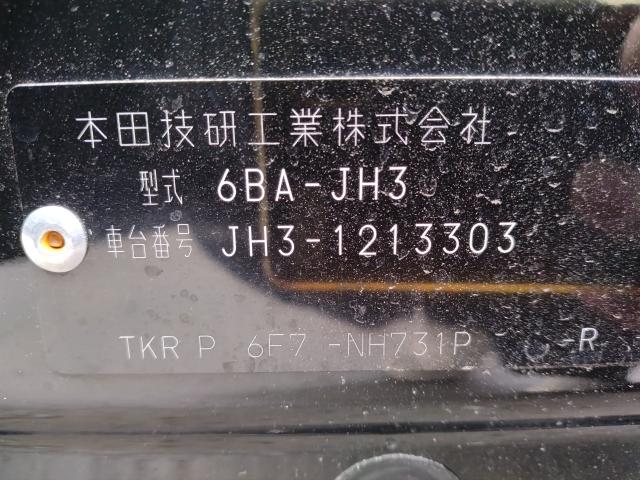 本田技研工業株式会社
型式 6BA-JH3
車台番号 JH3-1213303
TKR P 6F7 -NH731P -R